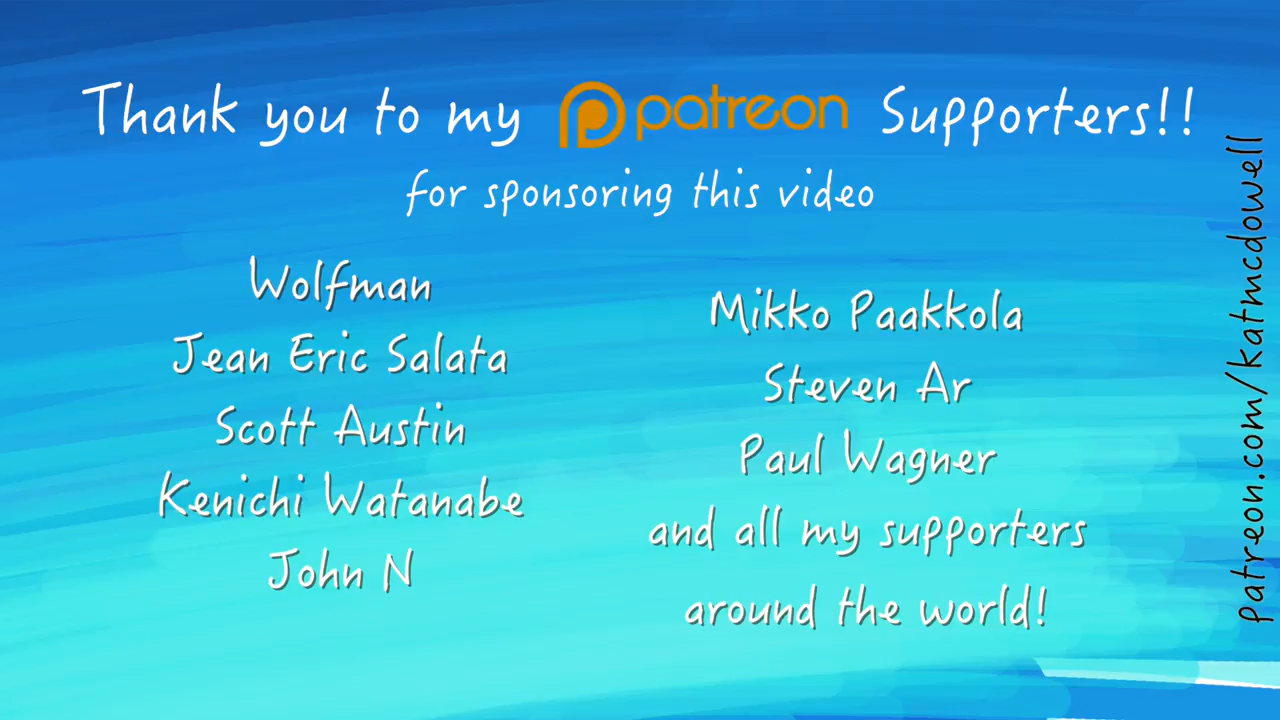 Thank you to my patreon Supporters!!
for sponsoring this video
Wolfman
Jean Eric Salata
Scott Austin
Kenichi Watanabe
John N
Mikko Paakkola
Steven Ar
Paul Wagner
and all my supporters
around the world!
patreon.com/katmcdowell